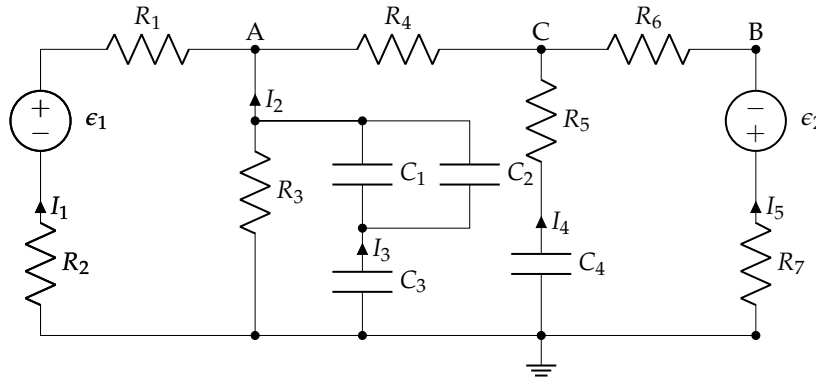 R1 A R4 C R6 B
I2
+ − ϵ1 C1 C2 R5 − + ϵ2
R3
I1 I3 I4 I5
R2 C3 C4 R7